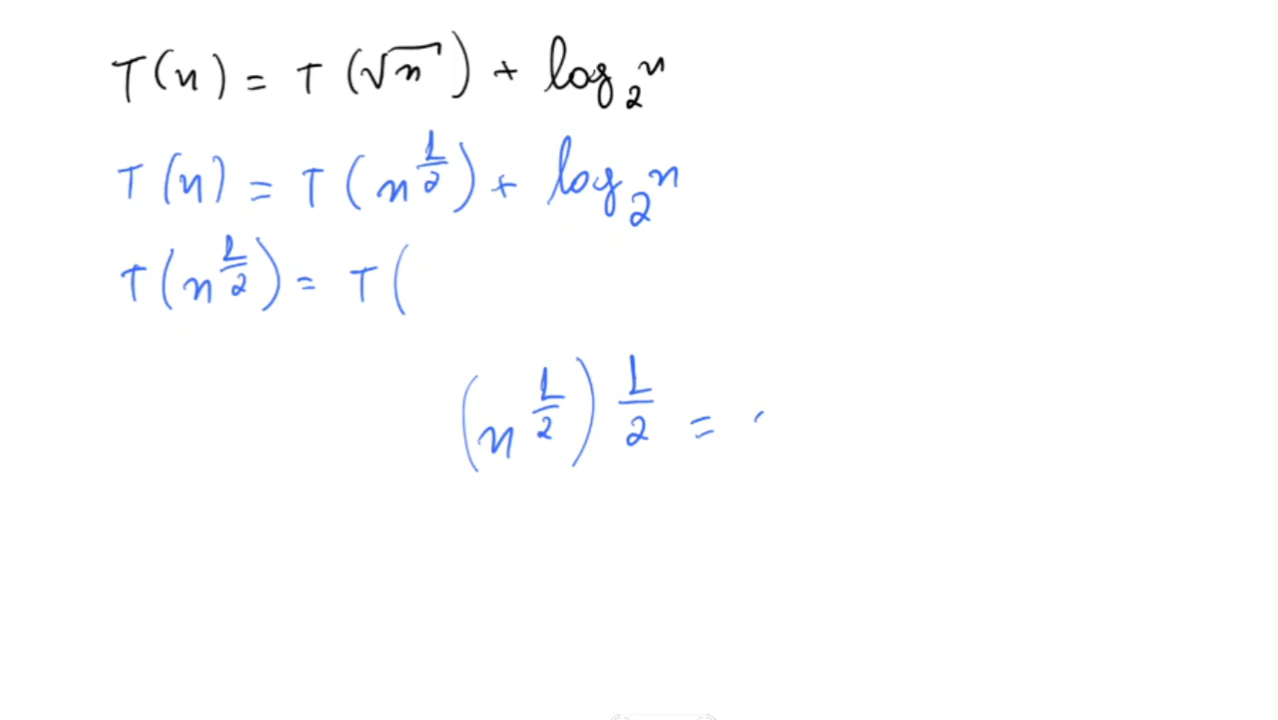 T(n) = T(√n) + log₂n
T(n) = T(n^{1/2}) + log₂n
T(n^{1/2}) = T(
(n^{1/2})^{1/2} =